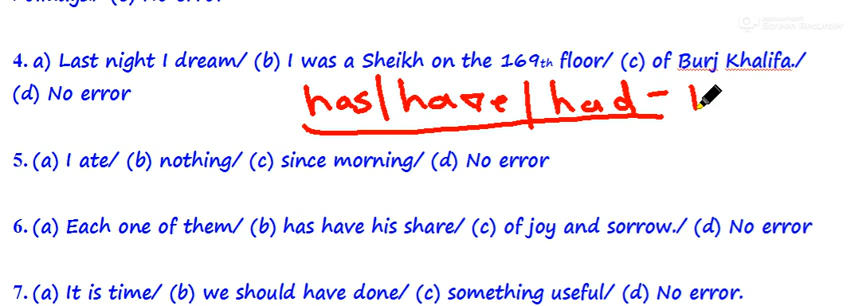 4. a) Last night I dream/ (b) I was a Sheikh on the 169th floor/ (c) of Burj Khalifa./
(d) No error
has/have/had-
5. (a) I ate/ (b) nothing/ (c) since morning/ (d) No error
6. (a) Each one of them/ (b) has have his share/ (c) of joy and sorrow./ (d) No error
7. (a) It is time/ (b) we should have done/ (c) something useful/ (d) No error.